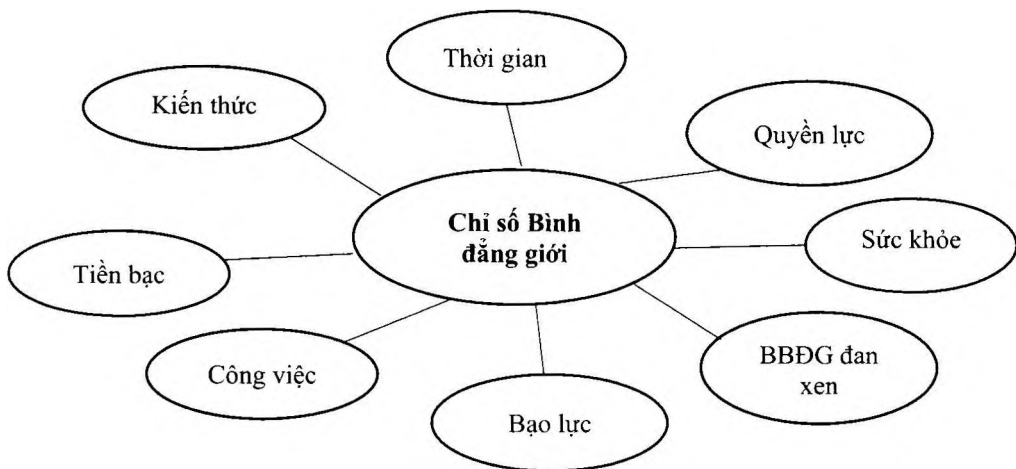 Thời gian
Kiến thức
Quyền lực
Chỉ số Bình
đẳng giới
Sức khỏe
Tiền bạc
BBĐG đan
xen
Công việc
Bạo lực